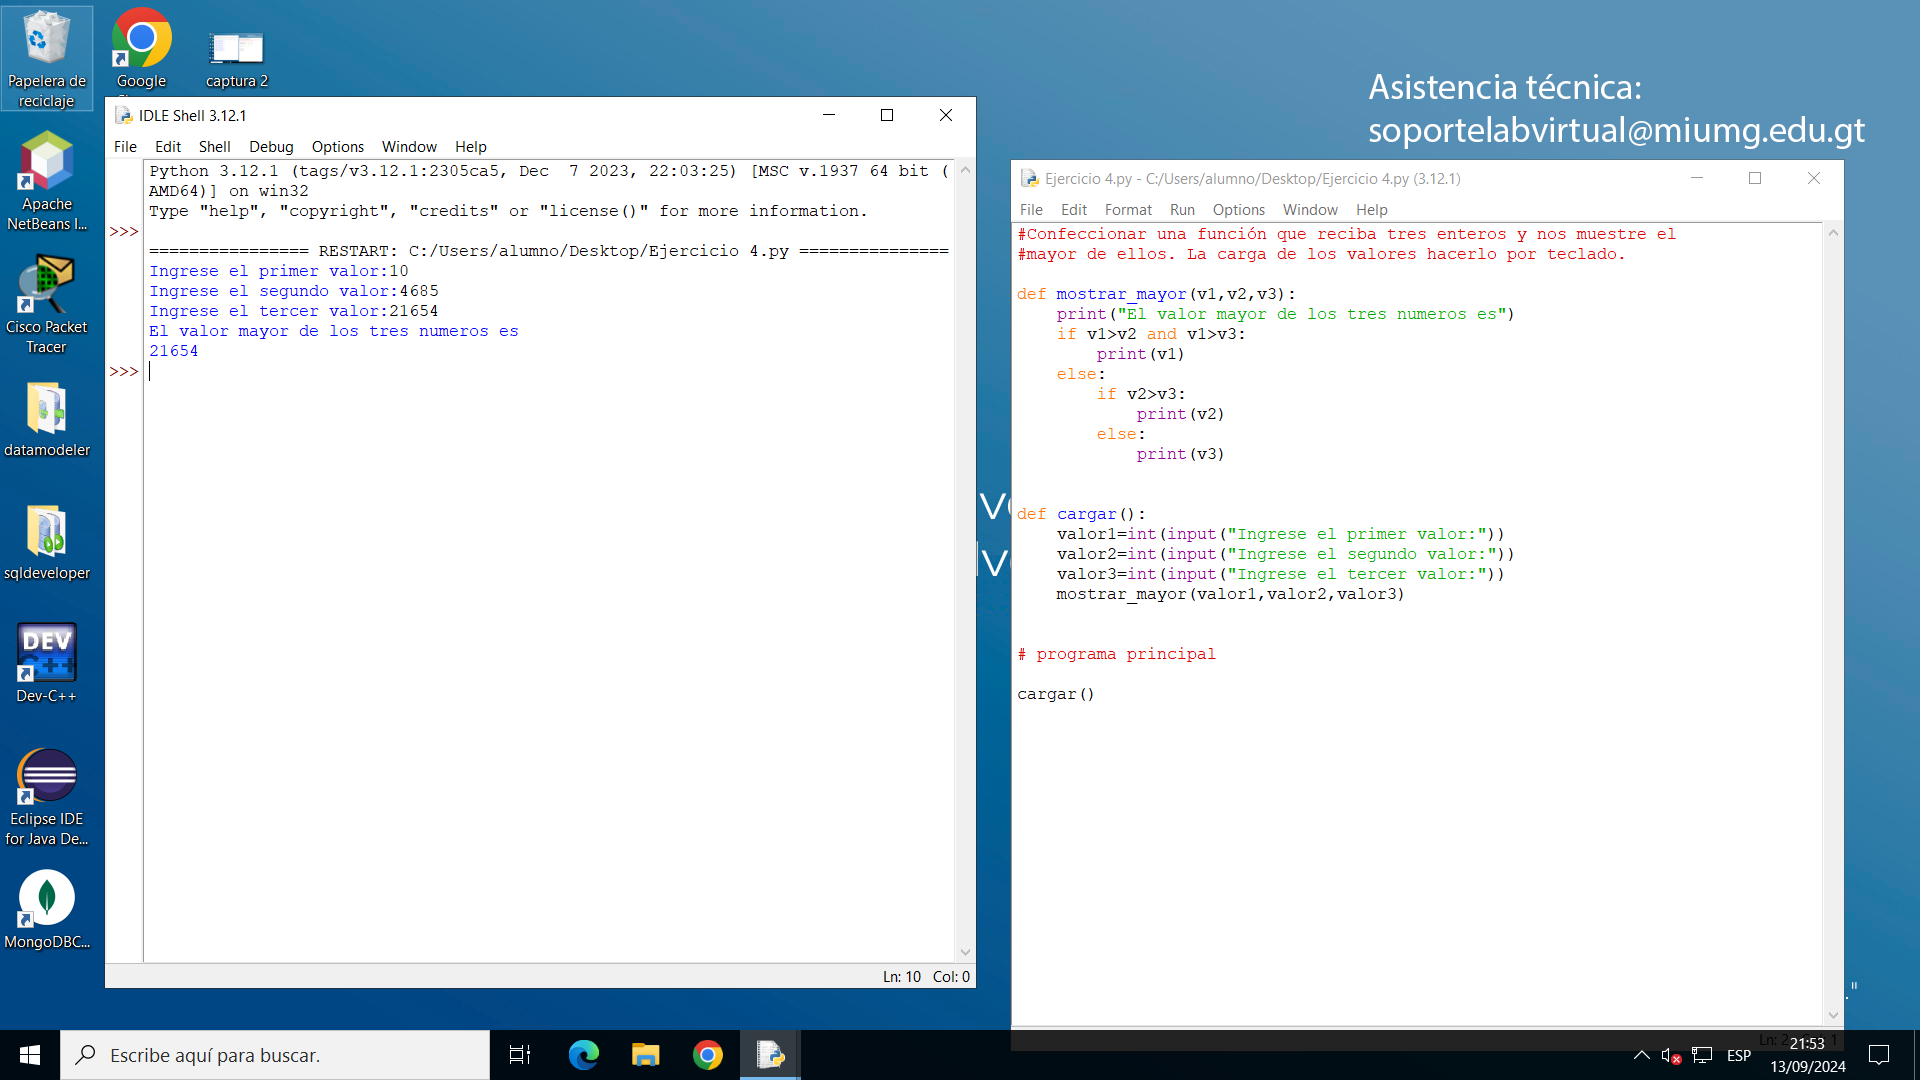 Papelera de
reciclaje
Google
captura 2
Apache
NetBeans I...
Cisco Packet
Tracer
datamodeler
sqldeveloper
DEV
C++
Dev-C++
Eclipse IDE
for Java De...
MongoDBC...
Asistencia técnica:
soportelabvirtual@miumg.edu.gt
IDLE Shell 3.12.1
File Edit Shell Debug Options Window Help
Python 3.12.1 (tags/v3.12.1:2305ca5, Dec  7 2023, 22:03:25) [MSC v.1937 64 bit (
AMD64)] on win32
Type "help", "copyright", "credits" or "license()" for more information.
>>>
================ RESTART: C:/Users/alumno/Desktop/Ejercicio 4.py ===============
Ingrese el primer valor:10
Ingrese el segundo valor:4685
Ingrese el tercer valor:21654
El valor mayor de los tres numeros es
21654
>>>
Ln: 10 Col: 0
Ejercicio 4.py - C:/Users/alumno/Desktop/Ejercicio 4.py (3.12.1)
File Edit Format Run Options Window Help
#Confeccionar una función que reciba tres enteros y nos muestre el
#mayor de ellos. La carga de los valores hacerlo por teclado.
def mostrar_mayor(v1,v2,v3):
    print("El valor mayor de los tres numeros es")
    if v1>v2 and v1>v3:
        print(v1)
    else:
        if v2>v3:
            print(v2)
        else:
            print(v3)
def cargar():
    valor1=int(input("Ingrese el primer valor:"))
    valor2=int(input("Ingrese el segundo valor:"))
    valor3=int(input("Ingrese el tercer valor:"))
    mostrar_mayor(valor1,valor2,valor3)
# programa principal
cargar()
Escribe aquí para buscar.
ESP
21:53
13/09/2024